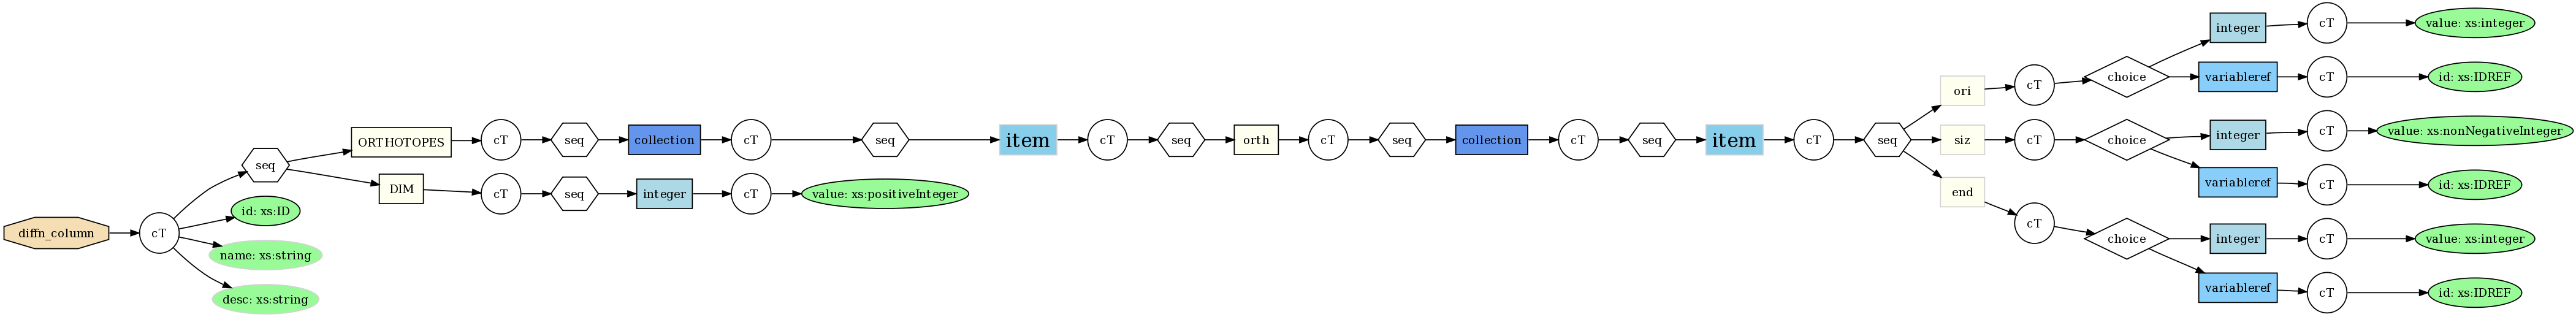 diffn_column
cT
seq
id: xs:ID
name: xs:string
desc: xs:string
ORTHOTOPES
cT
seq
collection
cT
seq
item
cT
seq
orth
cT
seq
collection
cT
seq
item
cT
seq
ori
cT
choice
integer
cT
value: xs:integer
variableref
cT
id: xs:IDREF
siz
cT
choice
integer
cT
value: xs:nonNegativeInteger
variableref
cT
id: xs:IDREF
end
cT
choice
integer
cT
value: xs:integer
variableref
cT
id: xs:IDREF
DIM
cT
seq
integer
cT
value: xs:positiveInteger